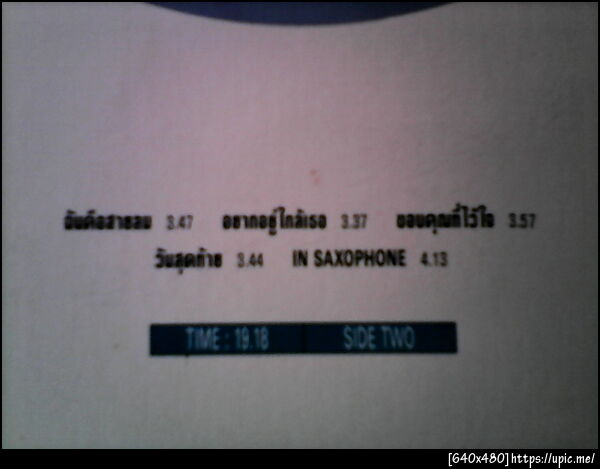 ฉันคือสายลม 3.47 อยากอยู่ใกล้เธอ 3.37 ขอบคุณที่ไว้ใจ 3.57
วันสุดท้าย 3.44 IN SAXOPHONE 4.13
TIME : 19.18 SIDE TWO
[640x480]https://upic.me/